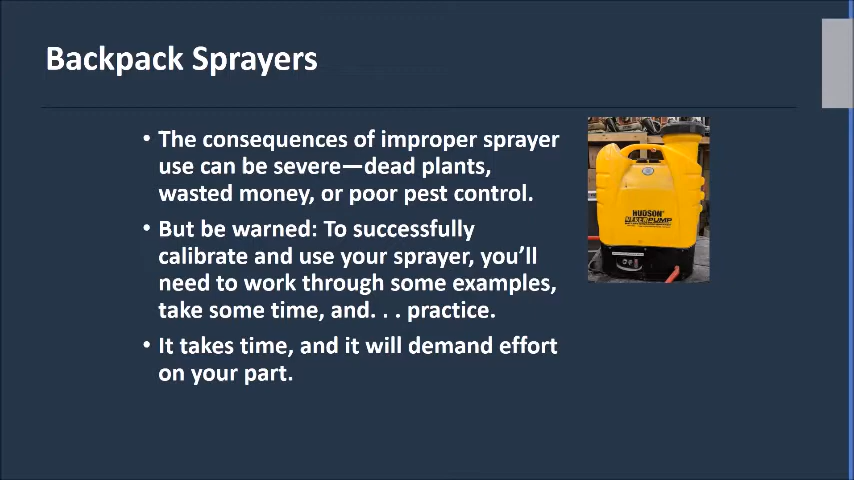 Backpack Sprayers
• The consequences of improper sprayer
use can be severe—dead plants,
wasted money, or poor pest control.
• But be warned: To successfully
calibrate and use your sprayer, you’ll
need to work through some examples,
take some time, and. . . practice.
• It takes time, and it will demand effort
on your part.
HUDSON
NEVERPUMP